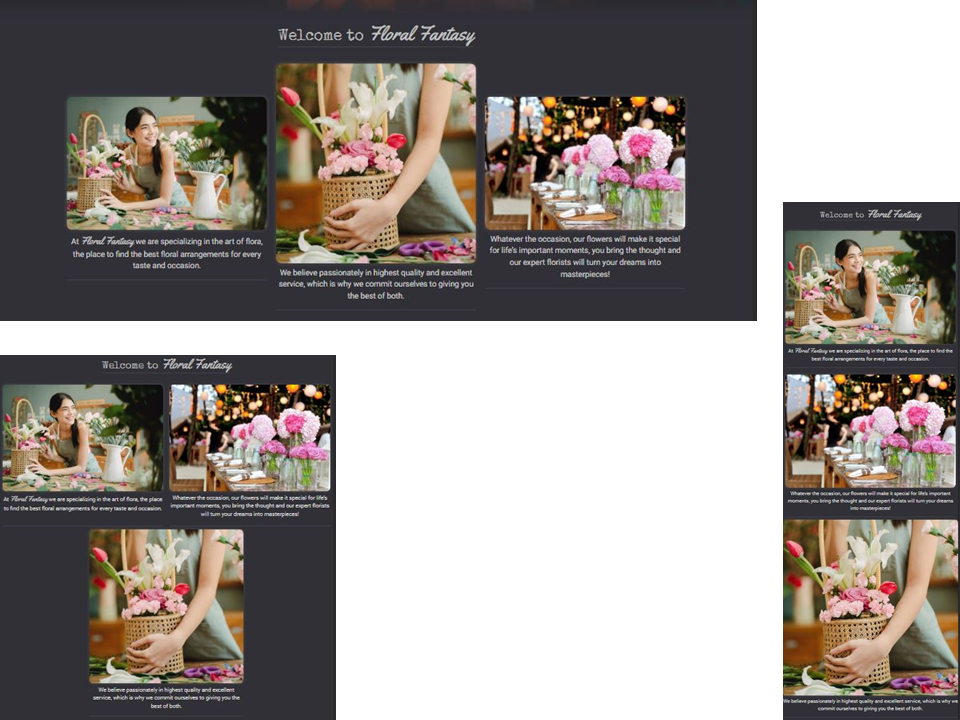 Welcome to Floral Fantasy
At Floral Fantasy we are specializing in the art of flora,
the place to find the best floral arrangements for every
taste and occasion.
We believe passionately in highest quality and excellent
service, which is why we commit ourselves to giving you
the best of both.
Whatever the occasion, our flowers will make it special
for life's important moments, you bring the thought and
our expert florists will turn your dreams into
masterpieces!
Welcome to Floral Fantasy
At Floral Fantasy we are specializing in the art of flora, the place
to find the best floral arrangements for every taste and occasion.
Whatever the occasion, our flowers will make it special for life's
important moments, you bring the thought and our expert florists
will turn your dreams into masterpieces!
We believe passionately in highest quality and excellent
service, which is why we commit ourselves to giving you the
best of both.
Welcome to Floral Fantasy
At Floral Fantasy we are specializing in the art of flora, the place to find the
best floral arrangements for every taste and occasion.
Whatever the occasion, our flowers will make it special for life's important
moments, you bring the thought and our expert florists will turn your dreams
into masterpieces!
We believe passionately in highest quality and excellent service, which is why we
commit ourselves to giving you the best of both.